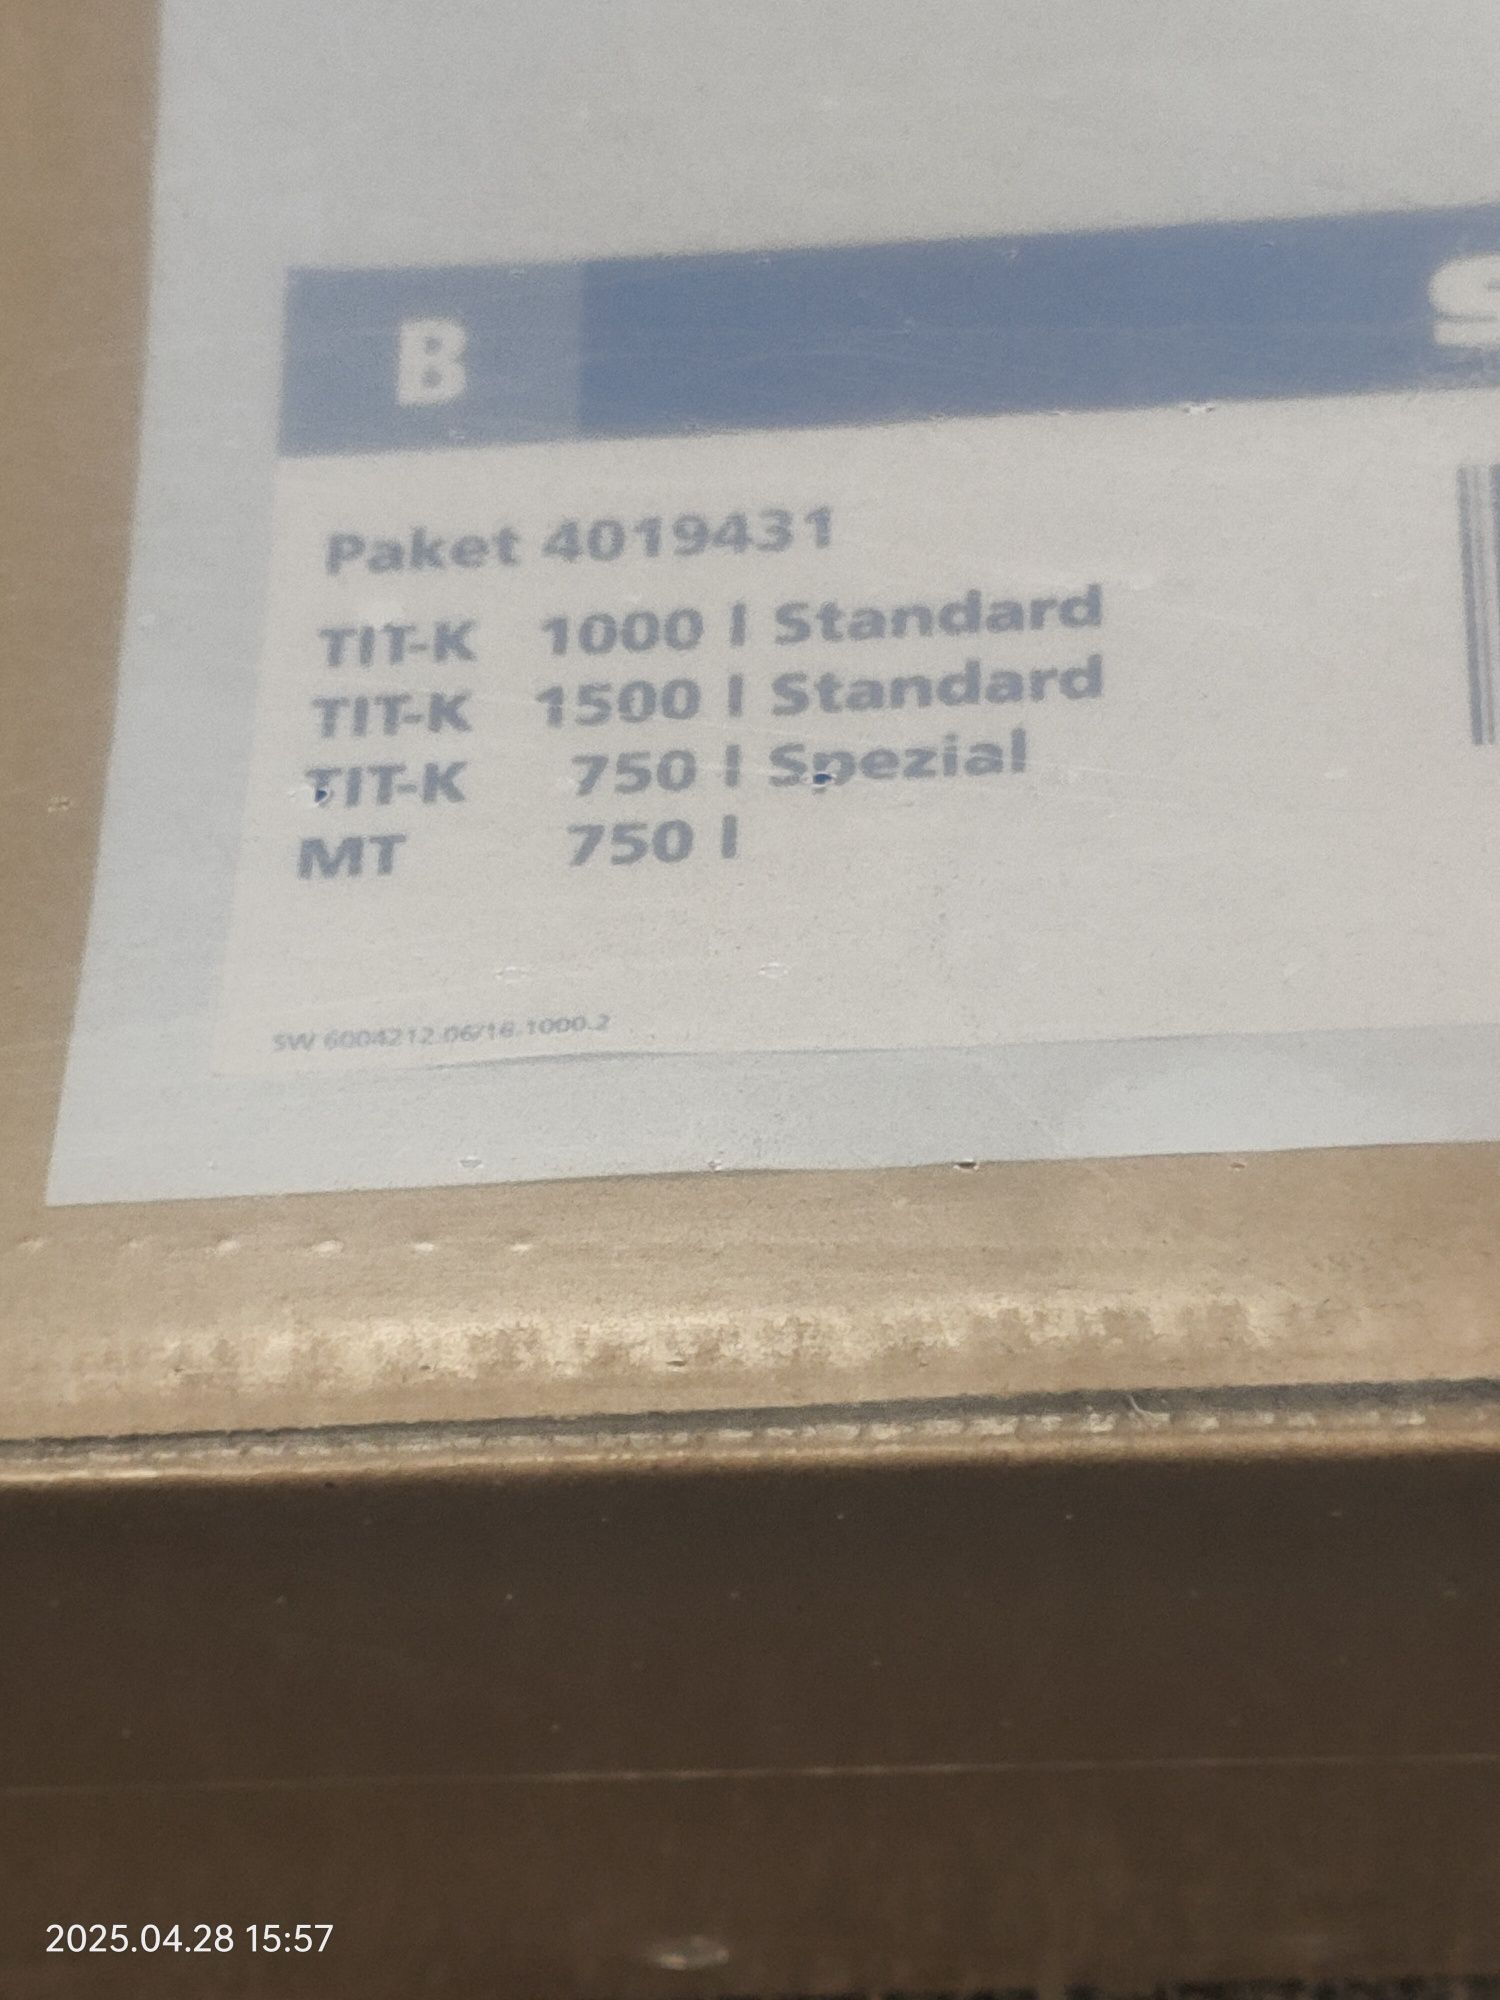 B
S
Paket 4019431
TIT-K 1000 l Standard
TIT-K 1500 l Standard
TIT-K 750 l Spezial
MT 750 l
SW 6004212.06/16.1000.2
2025.04.28 15:57